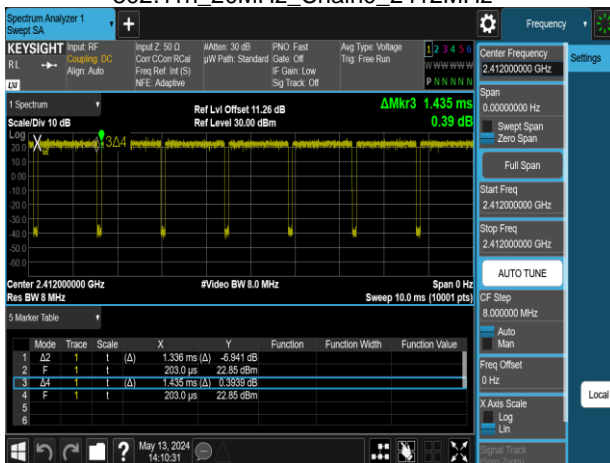 Spectrum Analyzer 1
Swept SA
+
Frequency
KEYSIGHT
RL
LXI
Input: RF
Coupling: DC
Align: Auto
Input Z: 50 Ω
Corr CCorr RCal
Freq Ref: Int (S)
NFE: Adaptive
#Atten: 30 dB
µW Path: Standard
PNO: Fast
Gate: Off
IF Gain: Low
Sig Track: Off
Avg Type: Voltage
Trig: Free Run
1 2 3 4 5 6
W W W W W W
P N N N N N
1 Spectrum
Scale/Div 10 dB
Log
Ref Lvl Offset 11.26 dB
Ref Level 30.00 dBm
ΔMkr3 1.435 ms
0.39 dB
3Δ4
20.0
10.0
0.00
-10.0
-20.0
-30.0
-40.0
-50.0
-60.0
Center 2.412000000 GHz
Res BW 8 MHz
#Video BW 8.0 MHz
Span 0 Hz
Sweep 10.0 ms (10001 pts)
5 Marker Table
Mode Trace Scale X Y Function Function Width Function Value
1 Δ2 1 t (Δ) 1.336 ms (Δ) -6.941 dB
2 F 1 t 203.0 µs 22.85 dBm
3 Δ4 1 t (Δ) 1.435 ms (Δ) 0.3939 dB
4 F 1 t 203.0 µs 22.85 dBm
5
6
May 13, 2024
14:10:31
Center Frequency
2.412000000 GHz
Settings
Span
0.00000000 Hz
Swept Span
Zero Span
Full Span
Start Freq
2.412000000 GHz
Stop Freq
2.412000000 GHz
AUTO TUNE
CF Step
8.000000 MHz
Auto
Man
Freq Offset
0 Hz
Local
X Axis Scale
Log
Lin
Signal Track